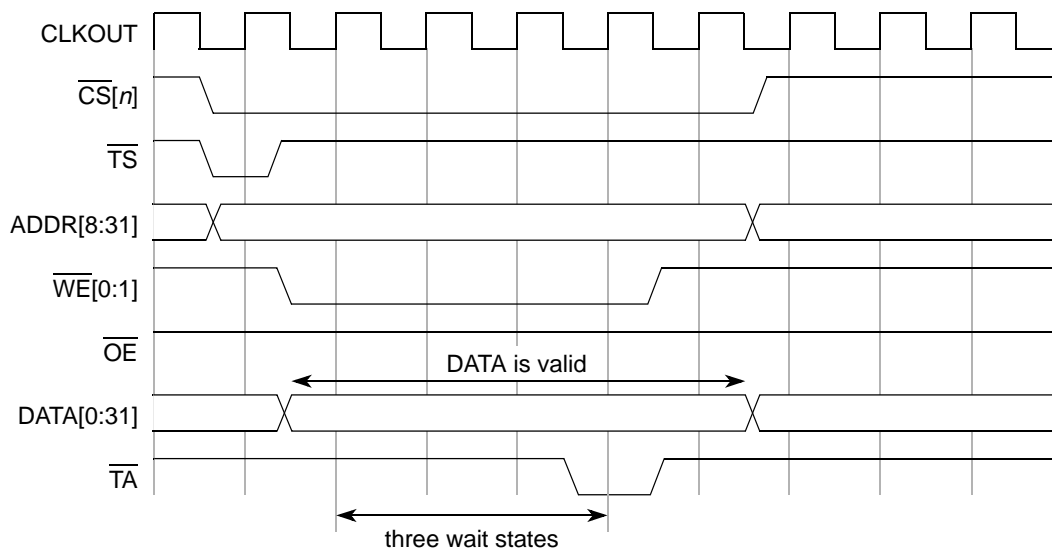 CLKOUT
CS[n]
TS
ADDR[8:31]
WE[0:1]
OE
DATA is valid
DATA[0:31]
TA
three wait states